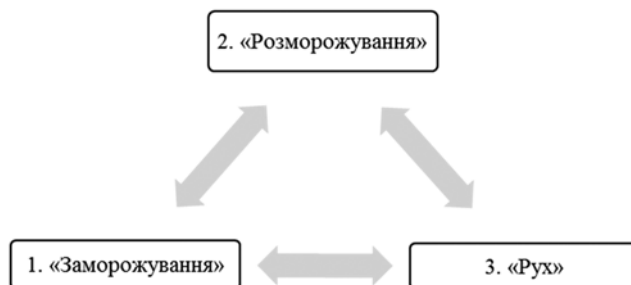 2. «Розморожування»
1. «Заморожування»
3. «Рух»